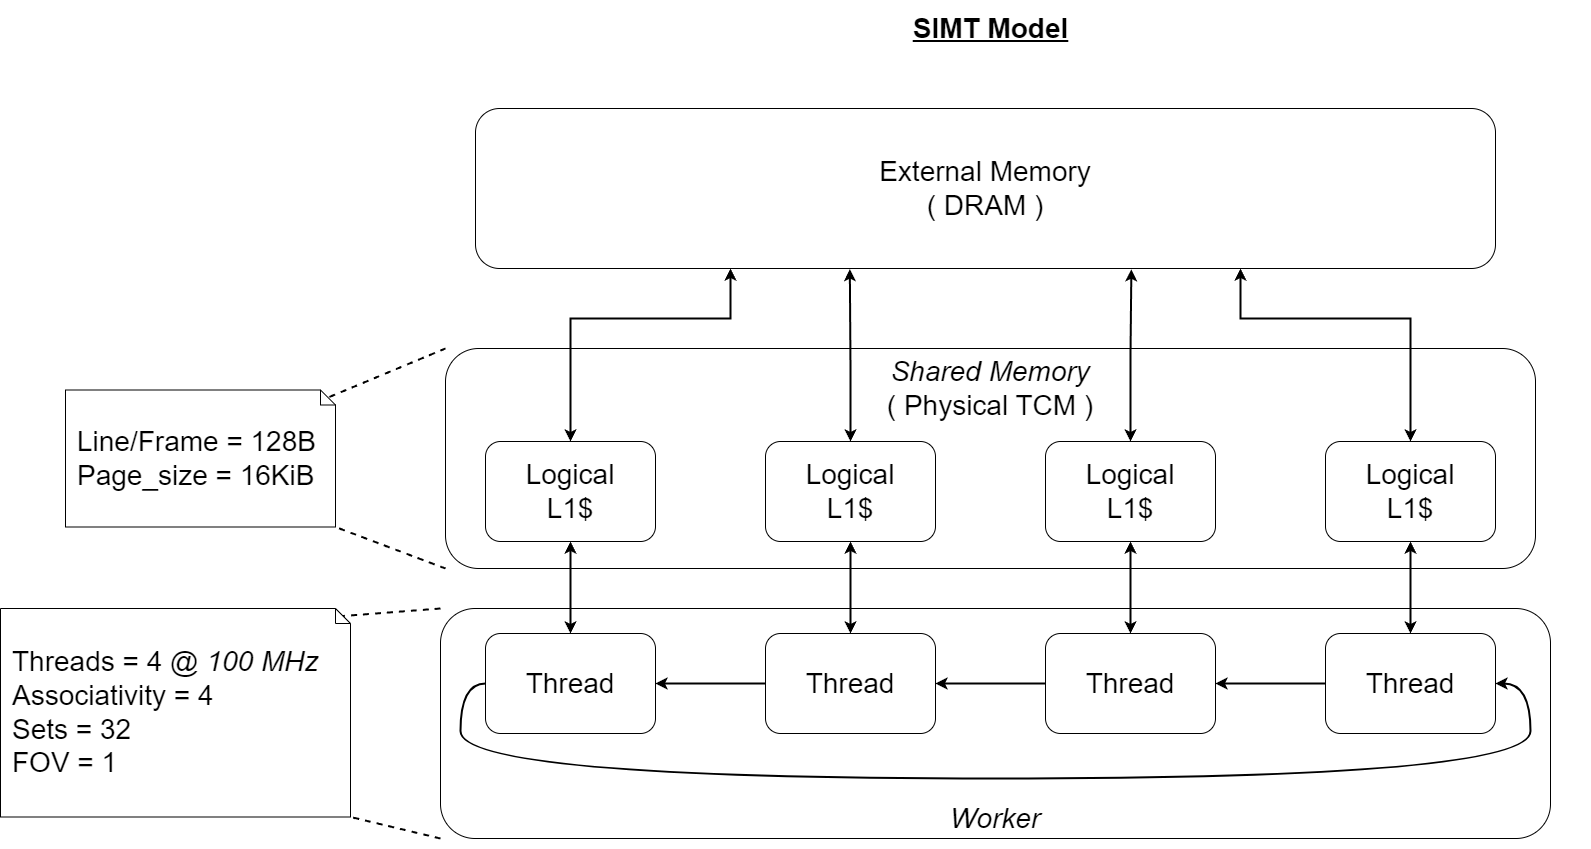 SIMT Model
External Memory
( DRAM )
Shared Memory
( Physical TCM )
Line/Frame = 128B
Page_size = 16KiB
Logical
L1$
Logical
L1$
Logical
L1$
Logical
L1$
Threads = 4 @ 100 MHz
Associativity = 4
Sets = 32
FOV = 1
Thread
Thread
Thread
Thread
Worker